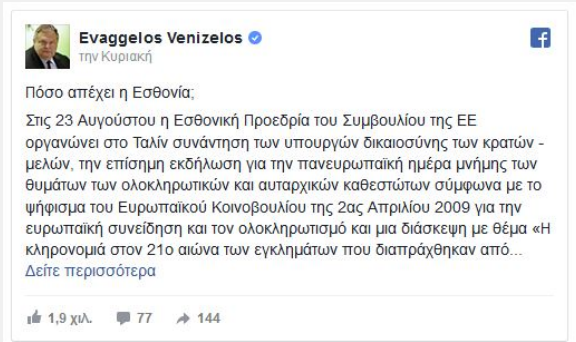 Evaggelos Venizelos
την Κυριακή
Πόσο απέχει η Εσθονία;
Στις 23 Αυγούστου η Εσθονική Προεδρία του Συμβουλίου της ΕΕ
οργανώνει στο Ταλίν συνάντηση των υπουργών δικαιοσύνης των κρατών -
μελών, την επίσημη εκδήλωση για την πανευρωπαϊκή ημέρα μνήμης των
θυμάτων των ολοκληρωτικών και αυταρχικών καθεστώτων σύμφωνα με το
ψήφισμα του Ευρωπαϊκού Κοινοβουλίου της 2ας Απριλίου 2009 για την
ευρωπαϊκή συνείδηση και τον ολοκληρωτισμό και μια διάσκεψη με θέμα «Η
κληρονομιά στον 21ο αιώνα των εγκλημάτων που διαπράχθηκαν από...
Δείτε περισσότερα
1,9 χιλ. 77 144